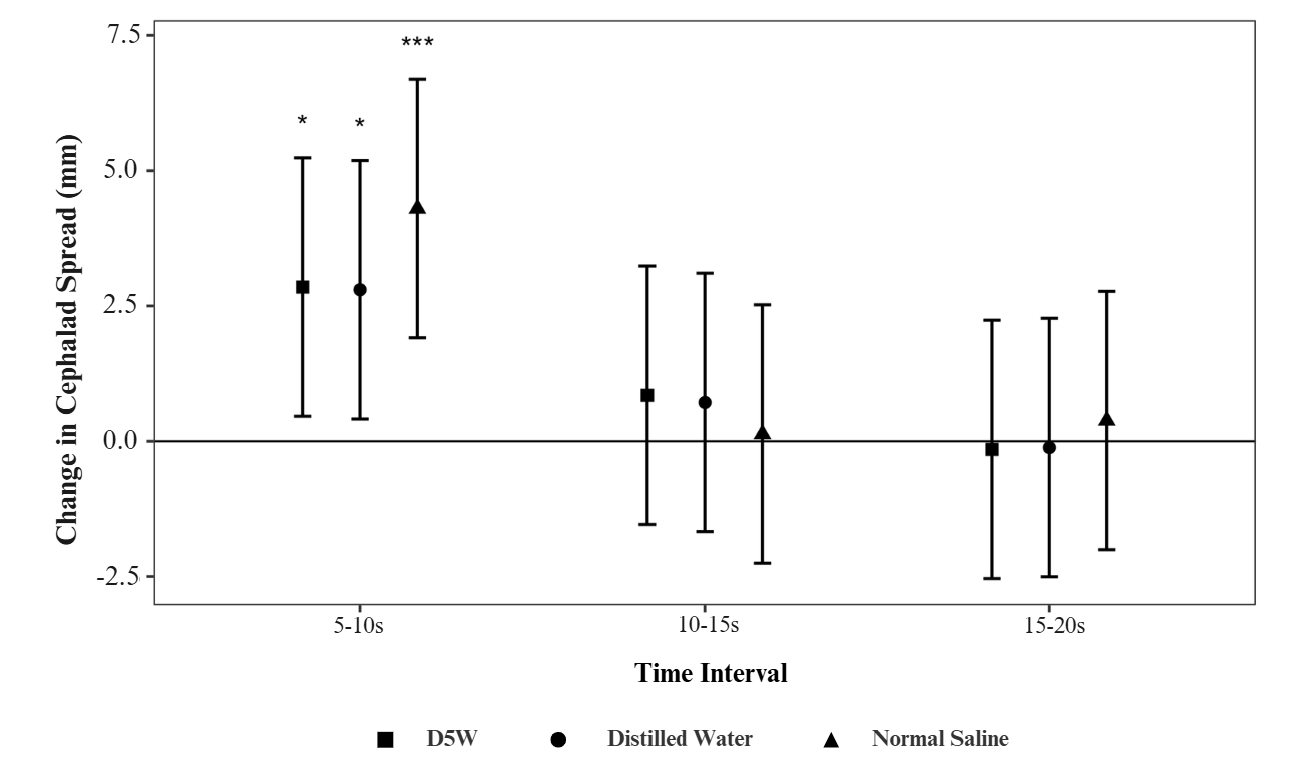 Change in Cephalad Spread (mm)
7.5
5.0
2.5
0.0
-2.5
* * ***
5-10s 10-15s 15-20s
Time Interval
D5W Distilled Water Normal Saline